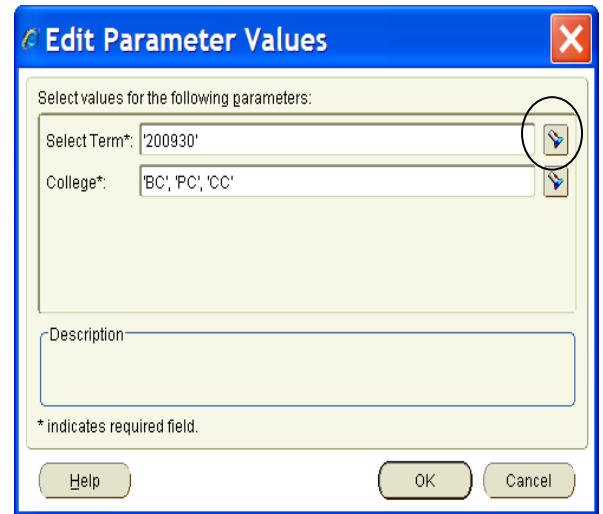 Edit Parameter Values
Select values for the following parameters:
Select Term*: '200930'
College*: 'BC', 'PC', 'CC'
Description
* indicates required field.
Help OK Cancel